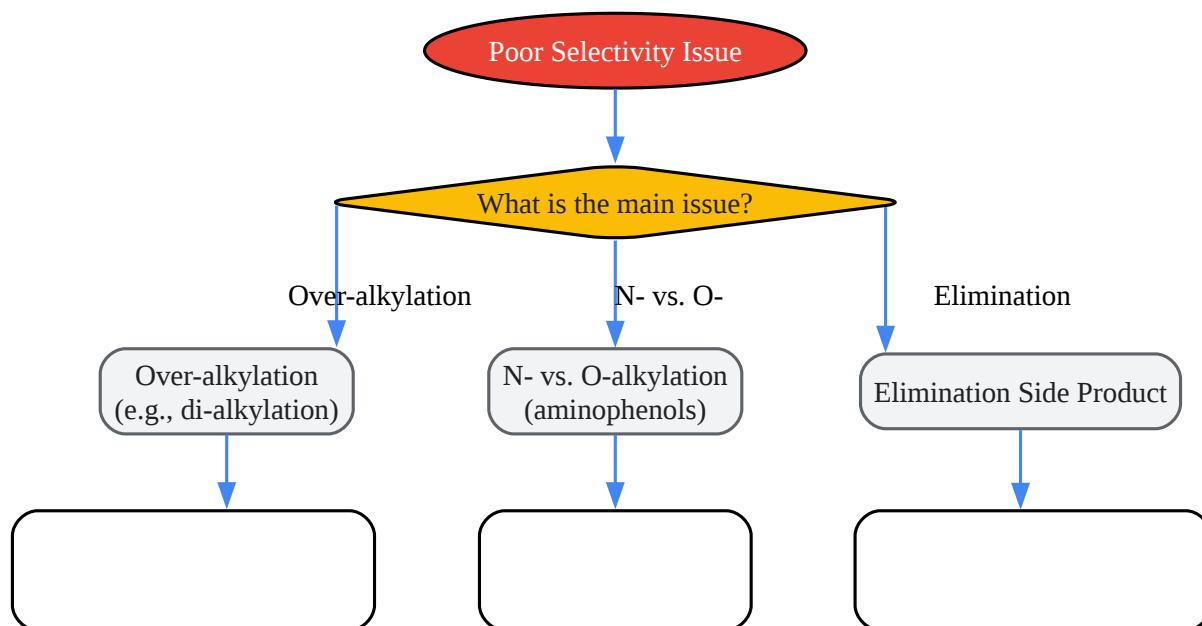 Poor Selectivity Issue
What is the main issue?
Over-alkylation
N- vs. O-
Elimination
Over-alkylation
(e.g., di-alkylation)
N- vs. O-alkylation
(aminophenols)
Elimination Side Product